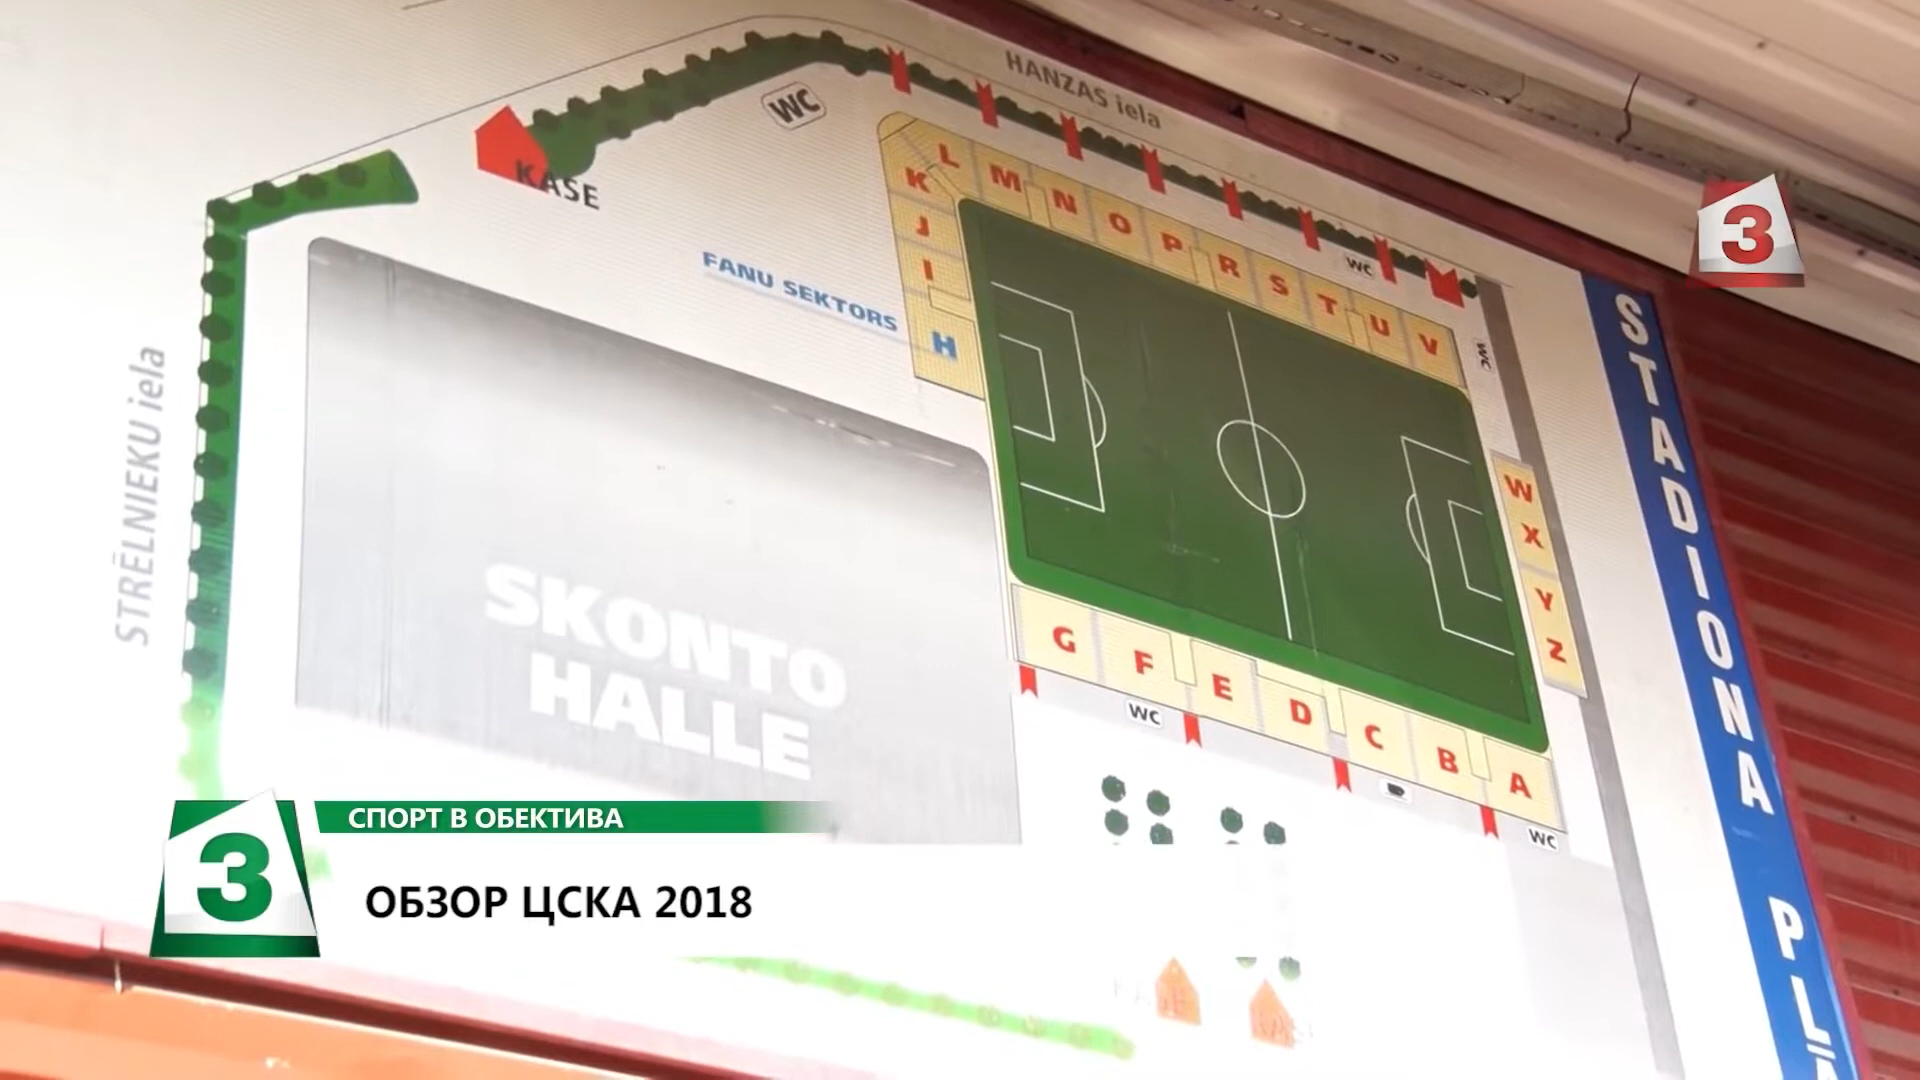 HANZAS iela
WC
KASE
L
M
N
O
P
R
S
T
U
V
K
J
I
H
FANU SEKTORS
WC
WC
3
STRĒLNIEKU iela
SKONTO
HALLE
W
X
Y
Z
G
F
E
D
C
B
A
WC
WC
STADIONA PL
СПОРТ В ОБЕКТИВА
3
ОБЗОР ЦСКА 2018